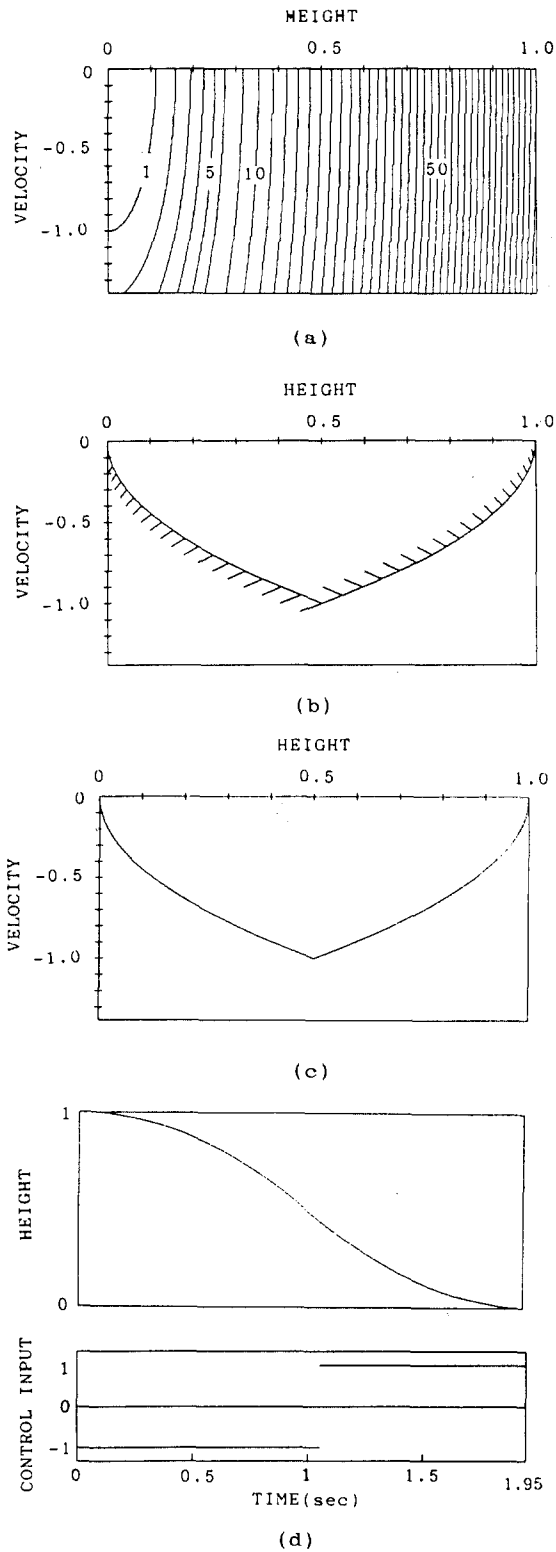 HEIGHT
0 0.5 1.0
0
-0.5
-1.0
VELOCITY
1 5 10 50
(a)
HEIGHT
0 0.5 1.0
0
-0.5
-1.0
VELOCITY
(b)
HEIGHT
0 0.5 1.0
0
-0.5
-1.0
VELOCITY
(c)
1
HEIGHT
0
CONTROL INPUT
1
0
-1
0 0.5 1 1.5 1.95
TIME(sec)
(d)